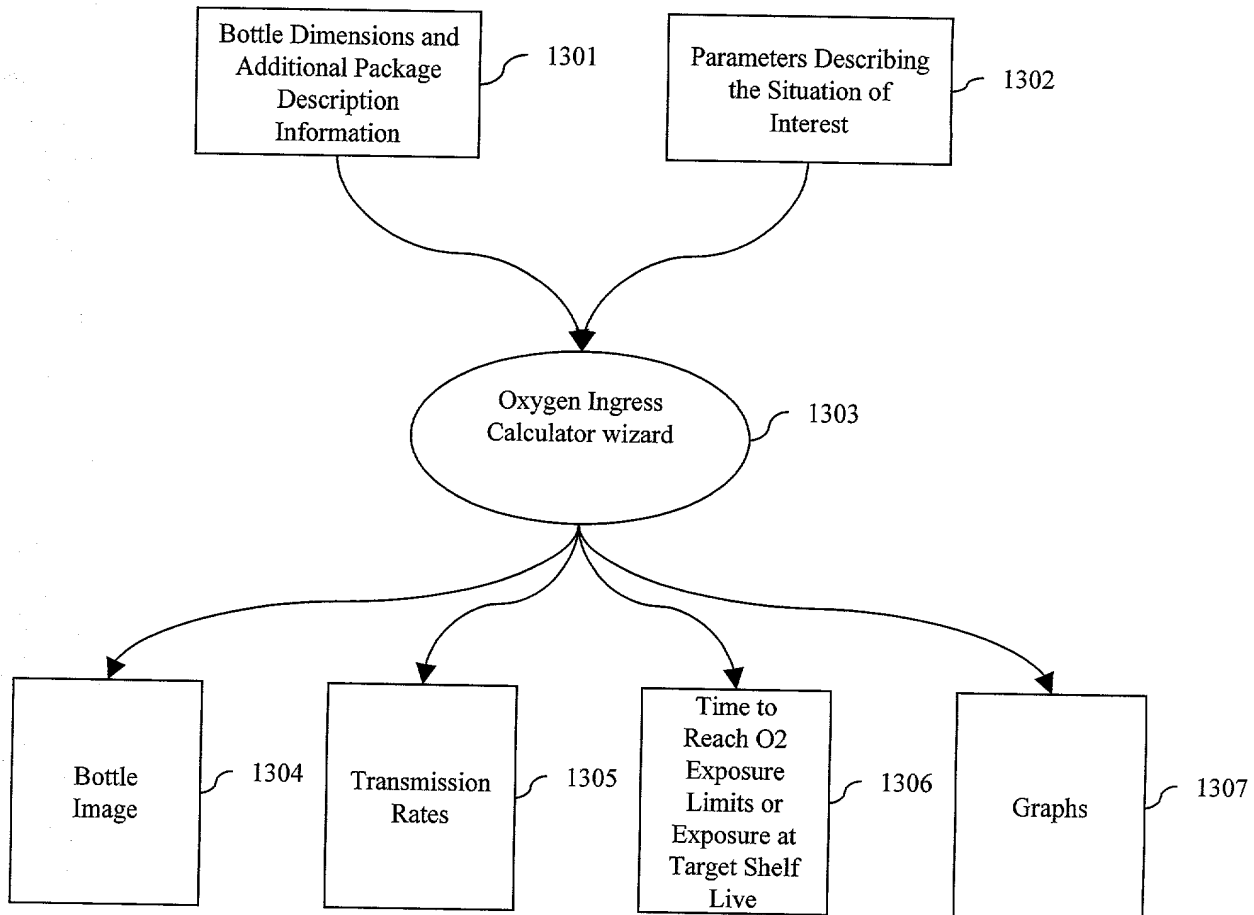 Bottle Dimensions and
Additional Package
Description
Information
1301
Parameters Describing
the Situation of
Interest
1302
Oxygen Ingress
Calculator wizard
1303
Bottle
Image
1304
Transmission
Rates
1305
Time to
Reach O2
Exposure
Limits or
Exposure at
Target Shelf
Live
1306
Graphs
1307